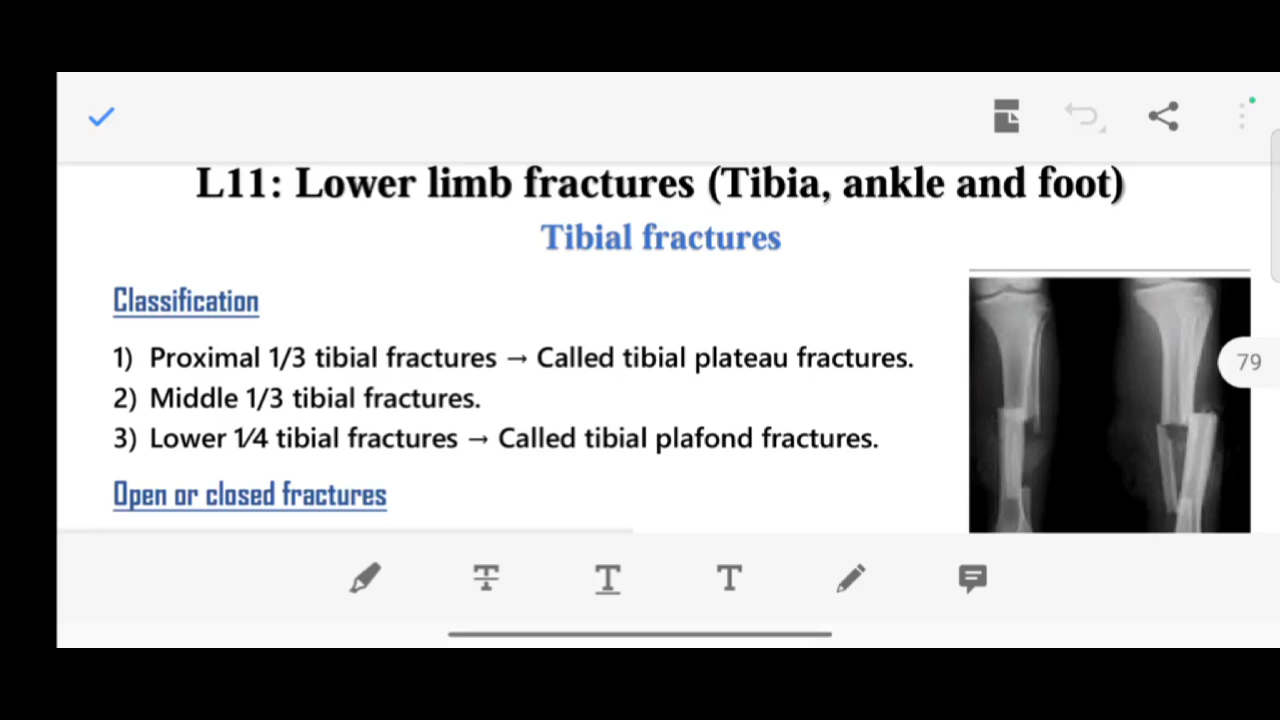 L11: Lower limb fractures (Tibia, ankle and foot)
Tibial fractures
Classification
1) Proximal 1/3 tibial fractures → Called tibial plateau fractures.
79
2) Middle 1/3 tibial fractures.
3) Lower 1⁄4 tibial fractures → Called tibial plafond fractures.
Open or closed fractures
T T T